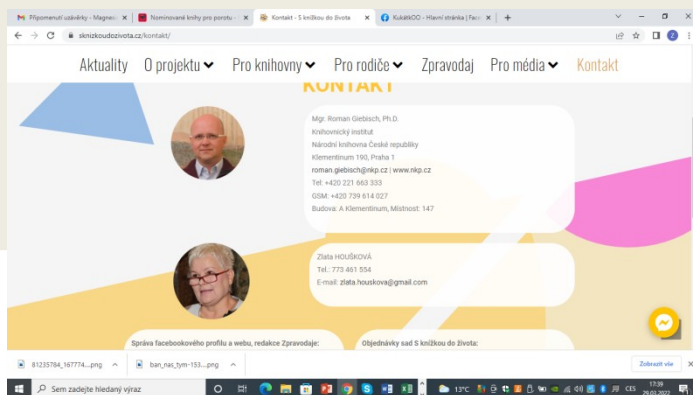 Připomenutí uzávěrky - Magnes
Nominované knihy pro porotu -
Kontakt - S knížkou do života
KukátkOO - Hlavní stránka | Fac
sknizkoudozivota.cz/kontakt/
Aktuality O projektu Pro knihovny Pro rodiče Zpravodaj Pro média Kontakt
KONTAKT
Mgr. Roman Giebisch, Ph.D.
Knihovnický institut
Národní knihovna České republiky
Klementinum 190, Praha 1
roman.giebisch@nkp.cz | www.nkp.cz
Tel: +420 221 663 333
GSM: +420 739 614 027
Budova: A Klementinum, Místnost: 147
Zlata HOUŠKOVÁ
Tel.: 773 461 554
E-mail: zlata.houskova@gmail.com
Správa facebookového profilu a webu, redakce Zpravodaje:
Objednávky sad S knížkou do života:
81235784_167774....png
ban_nas_tym-153....png
Zobrazit vše
Sem zadejte hledaný výraz
13°C
CES
17:39
29.03.2022